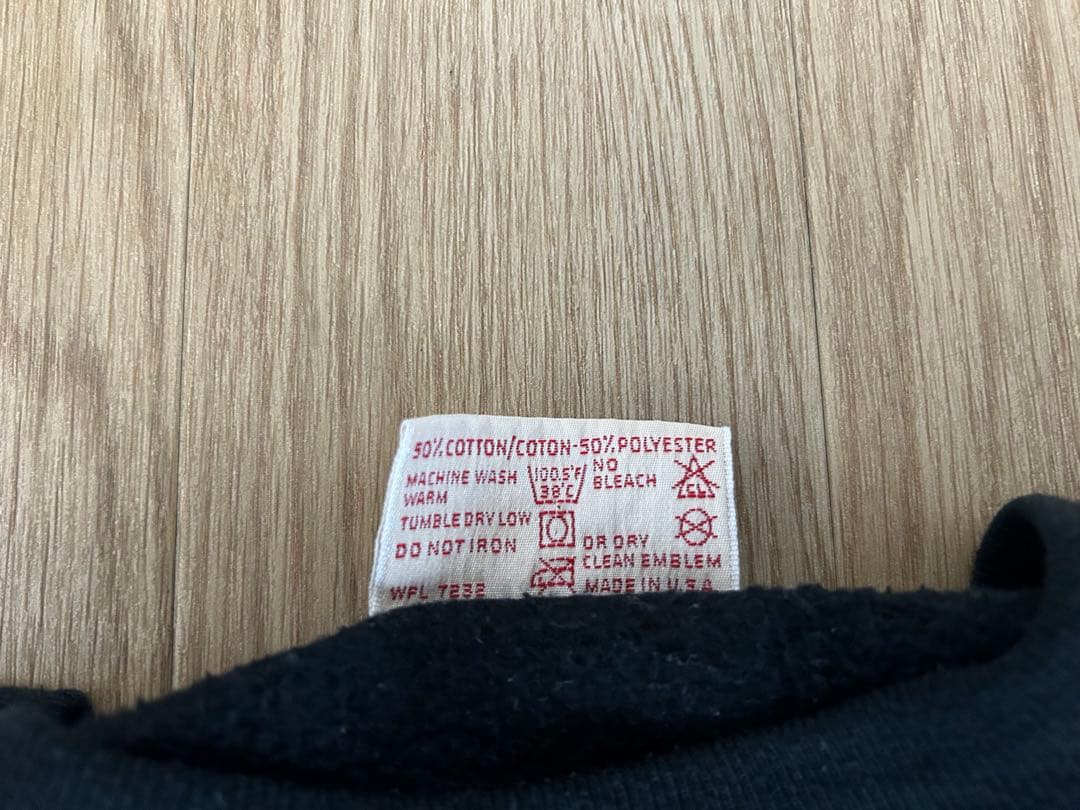 50% COTTON/COTON-50% POLYESTER
MACHINE WASH WARM
100.5°F
38°C
NO BLEACH
CL
TUMBLE DRY LOW
DO NOT IRON
OR DRY
CLEAN EMBLEM
WPL 7232
MADE IN U.S.A